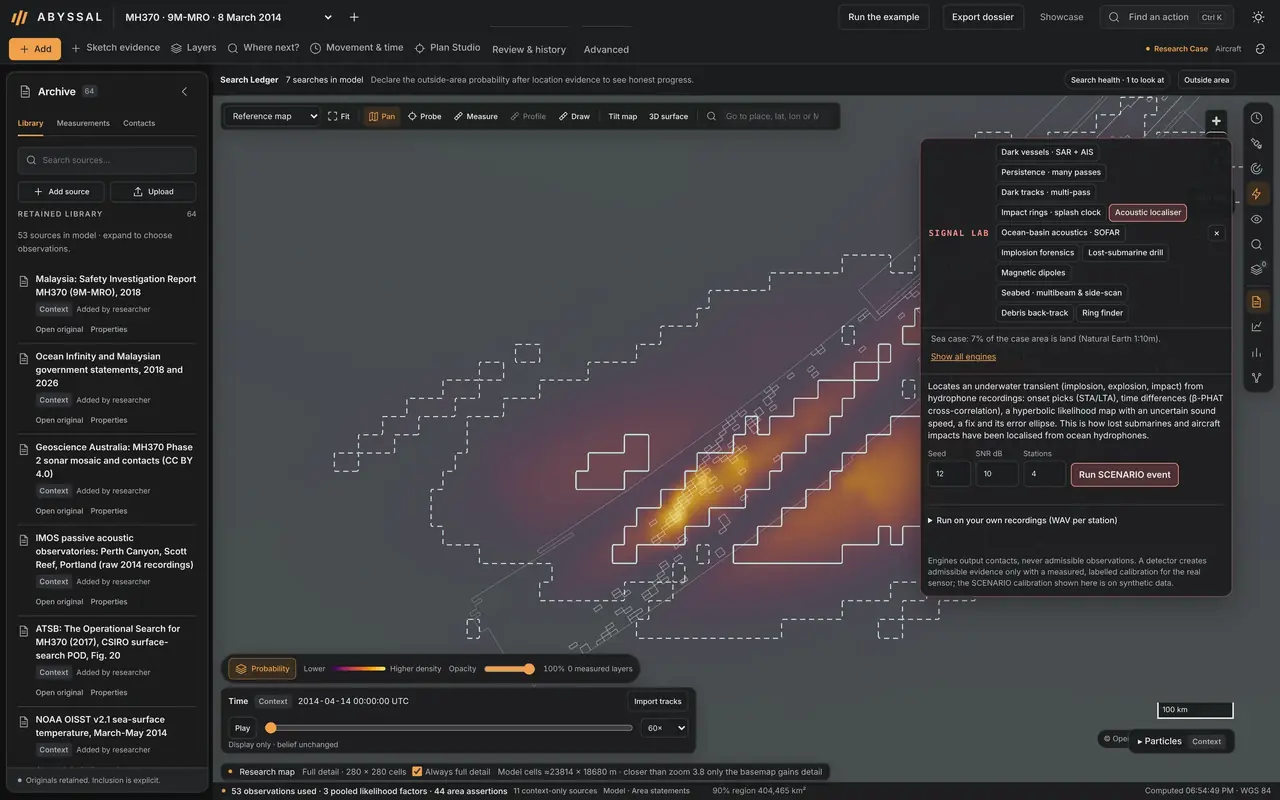 ABYSSAL
MH370 · 9M-MRO · 8 March 2014
Run the example
Export dossier
Showcase
Find an action
Ctrl K
Add
Sketch evidence
Layers
Where next?
Movement & time
Plan Studio
Review & history
Advanced
Research Case
Aircraft
Archive
64
Search Ledger
7 searches in model
Declare the outside-area probability after location evidence to see honest progress.
Search health · 1 to look at
Outside area
Library
Measurements
Contacts
Search sources...
Add source
Upload
RETAINED LIBRARY
64
53 sources in model · expand to choose
observations.
Malaysia: Safety Investigation Report
MH370 (9M-MRO), 2018
Context
Added by researcher
Open original
Properties
Ocean Infinity and Malaysian
government statements, 2018 and
2026
Context
Added by researcher
Open original
Properties
Geoscience Australia: MH370 Phase
2 sonar mosaic and contacts (CC BY
4.0)
Context
Added by researcher
Open original
Properties
IMOS passive acoustic
observatories: Perth Canyon, Scott
Reef, Portland (raw 2014 recordings)
Context
Added by researcher
Open original
Properties
ATSB: The Operational Search for
MH370 (2017), CSIRO surface-
search POD, Fig. 20
Context
Added by researcher
Open original
Properties
NOAA OISST v2.1 sea-surface
temperature, March-May 2014
Context
Added by researcher
Originals retained. Inclusion is explicit.
Reference map
Fit
Pan
Probe
Measure
Profile
Draw
Tilt map
3D surface
Go to place, lat, lon or M
SIGNAL LAB
Dark vessels · SAR + AIS
Persistence · many passes
Dark tracks · multi-pass
Impact rings · splash clock
Acoustic localiser
Ocean-basin acoustics · SOFAR
Implosion forensics
Lost-submarine drill
Magnetic dipoles
Seabed · multibeam & side-scan
Debris back-track
Ring finder
Sea case: 7% of the case area is land (Natural Earth 1:10m).
Show all engines
Locates an underwater transient (implosion, explosion, impact) from
hydrophone recordings: onset picks (STA/LTA), time differences (β-PHAT
cross-correlation), a hyperbolic likelihood map with an uncertain sound
speed, a fix and its error ellipse. This is how lost submarines and aircraft
impacts have been localised from ocean hydrophones.
Seed
SNR dB
Stations
12
10
4
Run SCENARIO event
Run on your own recordings (WAV per station)
Engines output contacts, never admissible observations. A detector creates
admissible evidence only with a measured, labelled calibration for the real
sensor; the SCENARIO calibration shown here is on synthetic data.
0
Probability
Lower
Higher density
Opacity
100%
0 measured layers
Time
Context
2014-04-14 00:00:00 UTC
Import tracks
Play
60×
Display only · belief unchanged
100 km
© Ope
Particles
Context
Research map
Full detail · 280 × 280 cells
Always full detail
Model cells ≈23814 × 18680 m · closer than zoom 3.8 only the basemap gains detail
53 observations used · 3 pooled likelihood factors · 44 area assertions
11 context-only sources
Model · Area statements
90% region 404,465 km²
Computed 06:54:49 PM · WGS 84